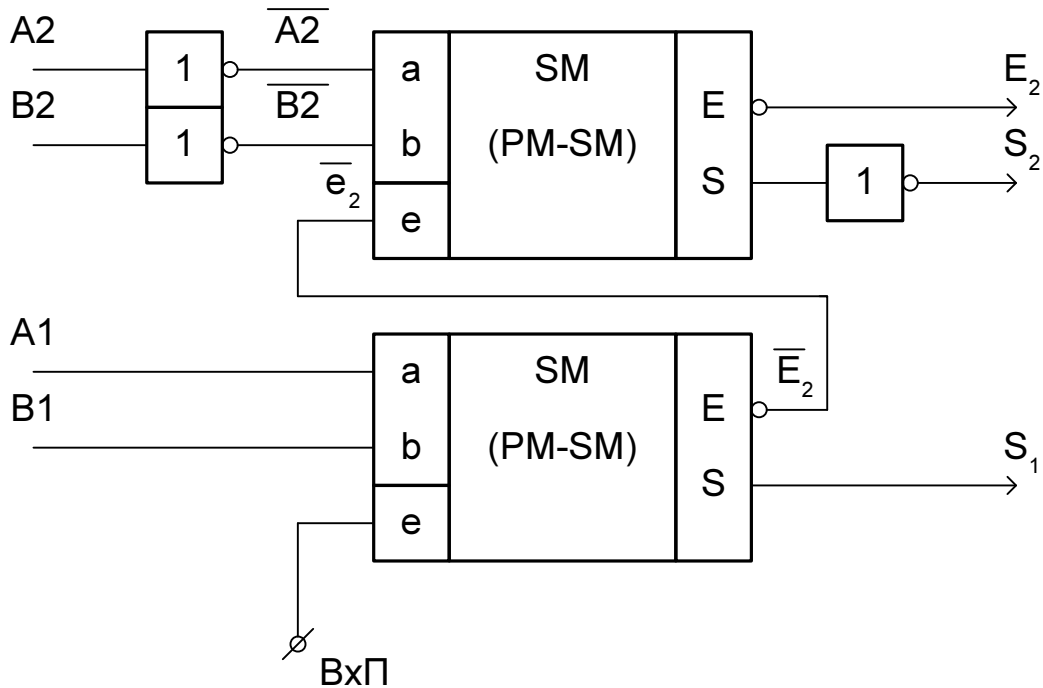 A2
A2
1
a
SM
E
E₂
B2
B2
1
b
(PM-SM)
S
S₂
e₂
1
e
A1
a
SM
E₂
B1
b
(PM-SM)
E
S
S₁
e
ВхП